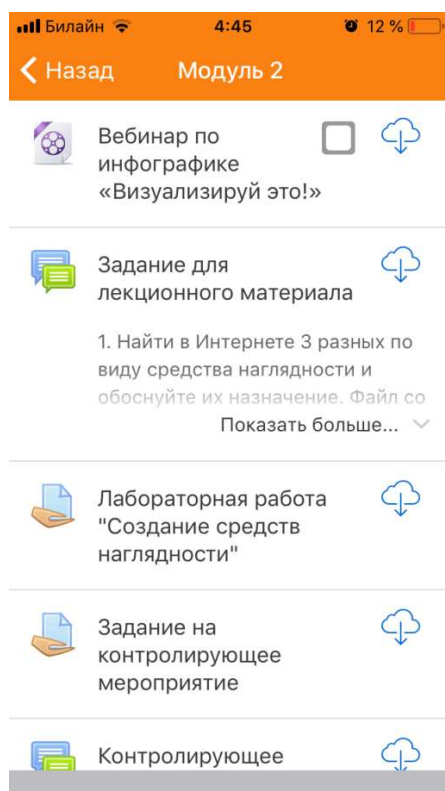 Билайн 4:45 12 %
Назад Модуль 2
Вебинар по
инфографике
«Визуализируй это!»
Задание для
лекционного материала
1. Найти в Интернете 3 разных по
виду средства наглядности и
обоснуйте их назначение. Файл со
Показать больше...
Лабораторная работа
"Создание средств
наглядности"
Задание на
контролирующее
мероприятие
Контролирующее